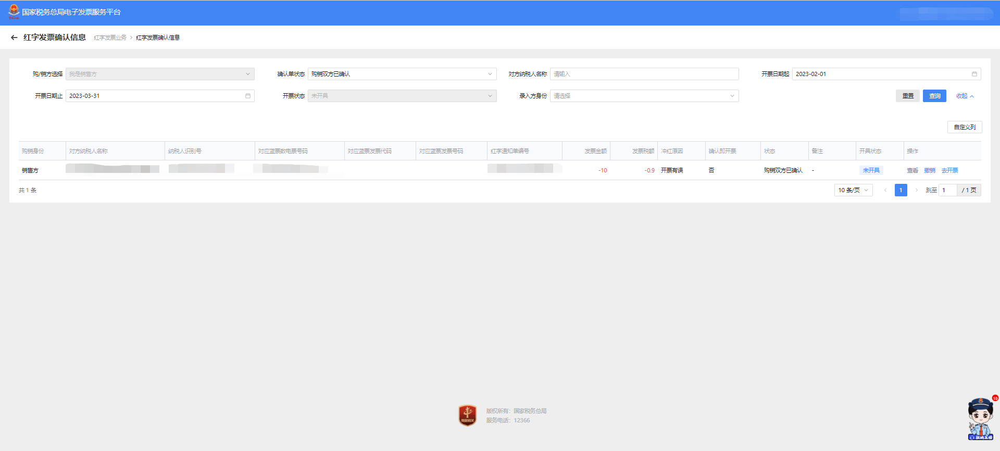 国家税务总局电子发票服务平台
红字发票确认信息 红字发票业务 > 红字发票确认信息
购/销方选择 我是销售方 确认单状态 购销双方已确认 对方纳税人名称 请输入 开票日期起 2023-02-01
开票日期止 2023-03-31 开票状态 未开具 录入方身份 请选择 重置 查询 收起
自定义列
购销身份 对方纳税人名称 纳税人识别号 对应蓝票数电票号码 对应蓝票发票代码 对应蓝票发票号码 红字通知单编号 发票金额 发票税额 冲红原因 确认即开票 状态 备注 开具状态 操作
销售方 -10 -0.9 开票有误 否 购销双方已确认 - 未开具 查看 撤销 去开票
共 1 条 10 条/页 1 跳至 1 / 1 页
版权所有：国家税务总局
服务电话：12366
10